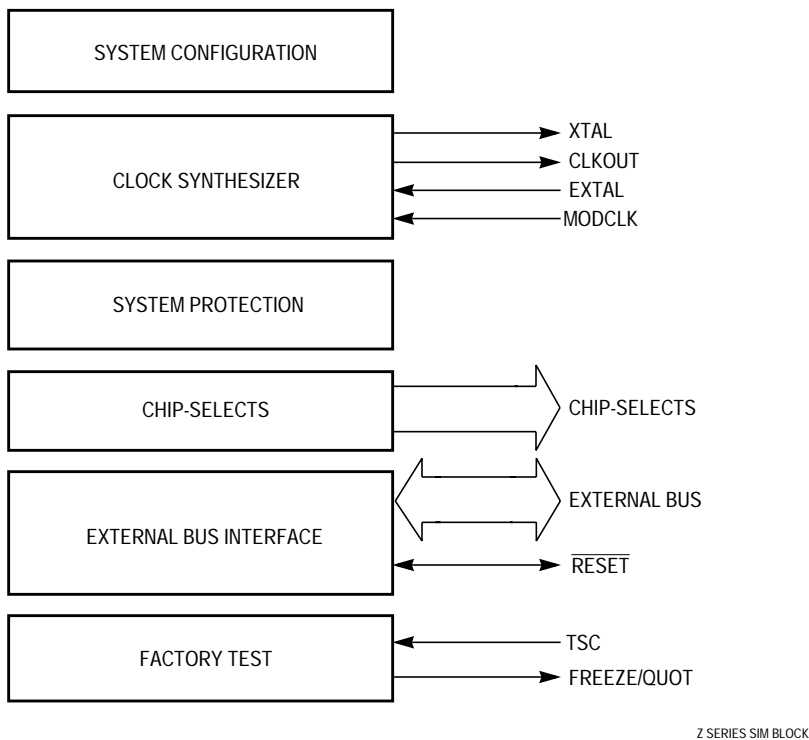 SYSTEM CONFIGURATION
CLOCK SYNTHESIZER
XTAL
CLKOUT
EXTAL
MODCLK
SYSTEM PROTECTION
CHIP-SELECTS
CHIP-SELECTS
EXTERNAL BUS INTERFACE
EXTERNAL BUS
RESET
FACTORY TEST
TSC
FREEZE/QUOT
Z SERIES SIM BLOCK